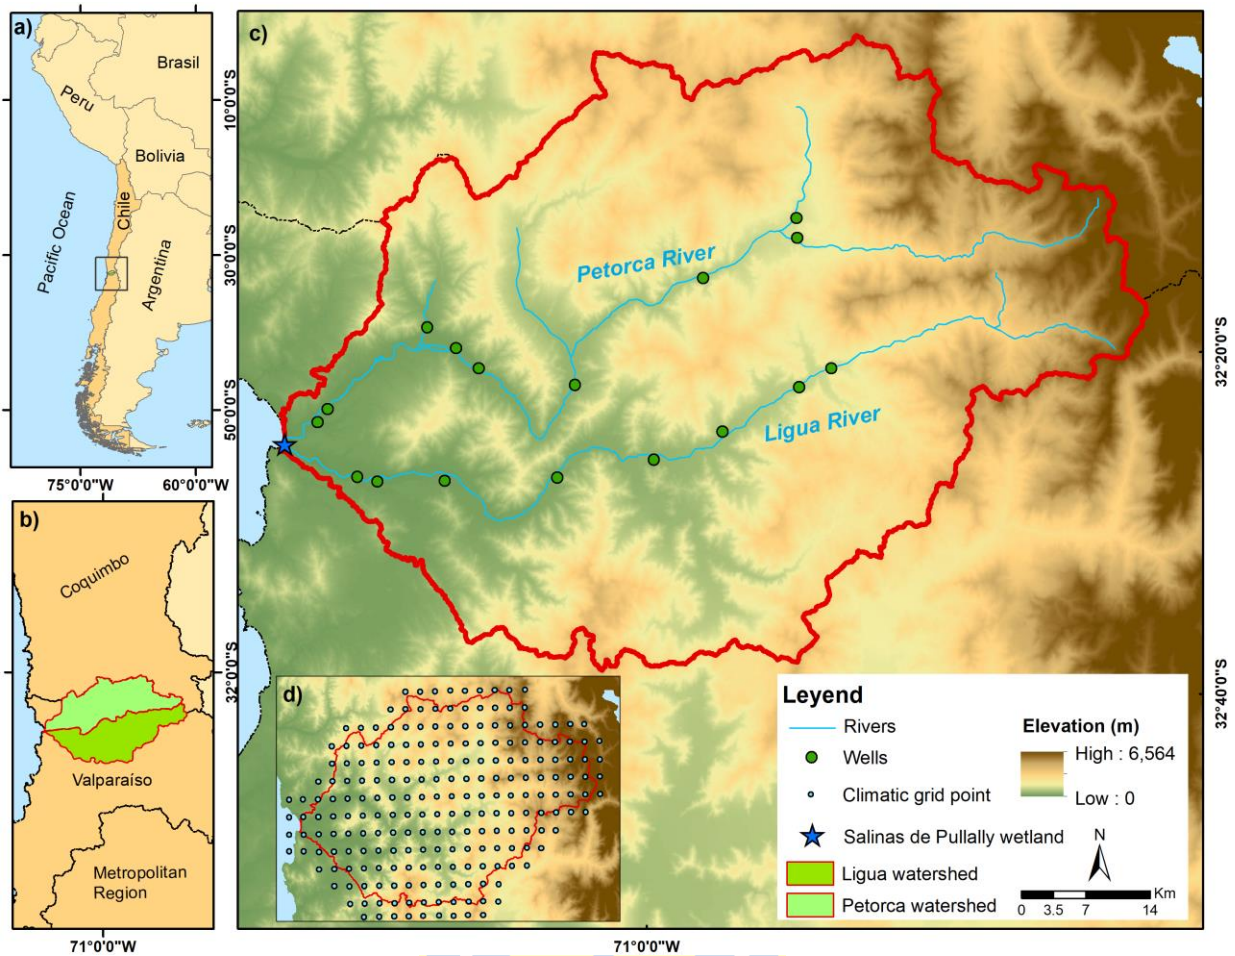 a)
Brasil
Peru
Bolivia
Chile
Pacific Ocean
Argentina
10°0'0"S
30°0'0"S
50°0'0"S
75°0'0"W
60°0'0"W
b)
Coquimbo
Valparaíso
Metropolitan
Region
32°0'0"S
71°0'0"W
c)
Petorca River
Ligua River
32°20'0"S
32°40'0"S
71°0'0"W
d)
Leyend
Rivers
Wells
Climatic grid point
Salinas de Pullally wetland
Ligua watershed
Petorca watershed
Elevation (m)
High : 6,564
Low : 0
N
Km
0 3.5 7 14